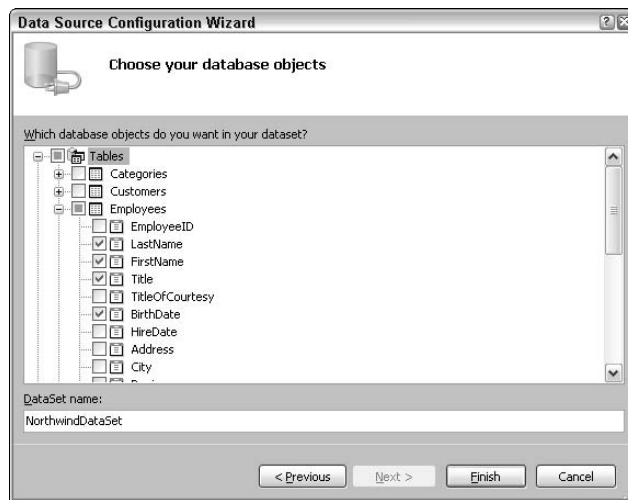 Data Source Configuration Wizard
Choose your database objects
Which database objects do you want in your dataset?
Tables
Categories
Customers
Employees
EmployeeID
LastName
FirstName
Title
TitleOfCourtesy
BirthDate
HireDate
Address
City
DataSet name:
NorthwindDataSet
< Previous Next > Finish Cancel